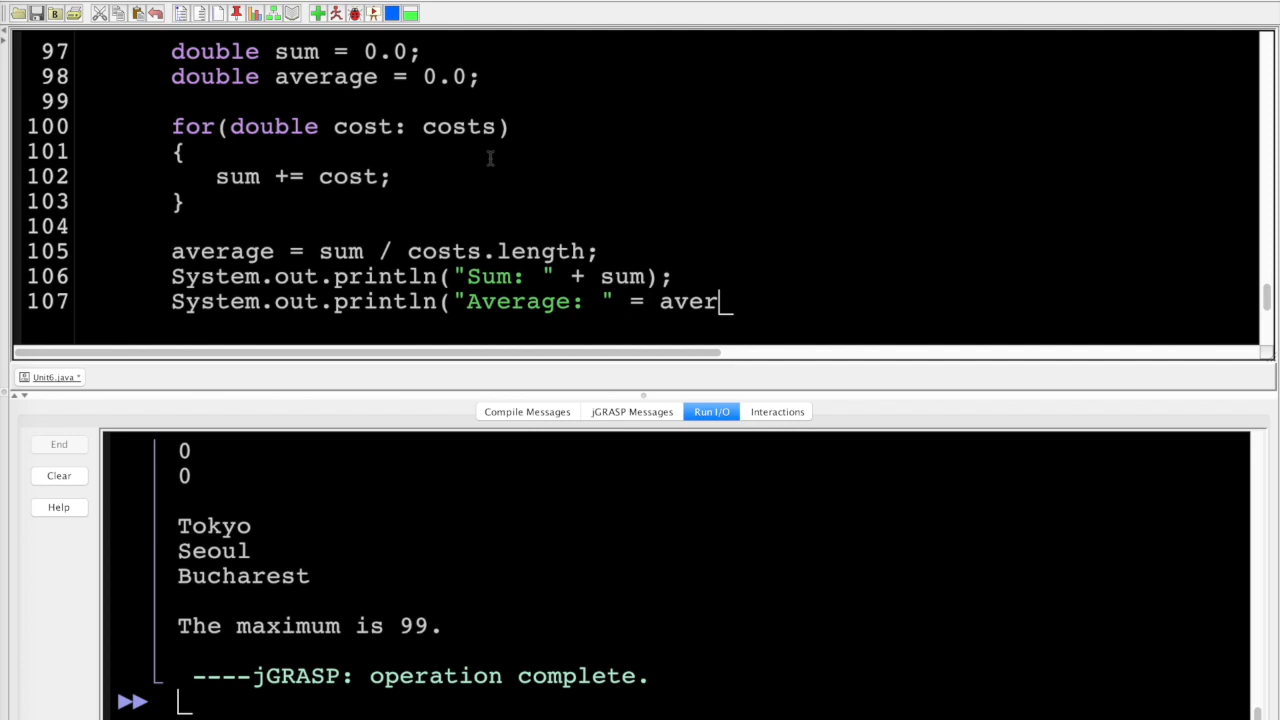 97 double sum = 0.0;
98 double average = 0.0;
99
100 for(double cost: costs)
101 {
102 sum += cost;
103 }
104
105 average = sum / costs.length;
106 System.out.println("Sum: " + sum);
107 System.out.println("Average: " = aver
Unit6.java *
Compile Messages jGRASP Messages Run I/O Interactions
End
Clear
Help
0
0
Tokyo
Seoul
Bucharest
The maximum is 99.
----jGRASP: operation complete.